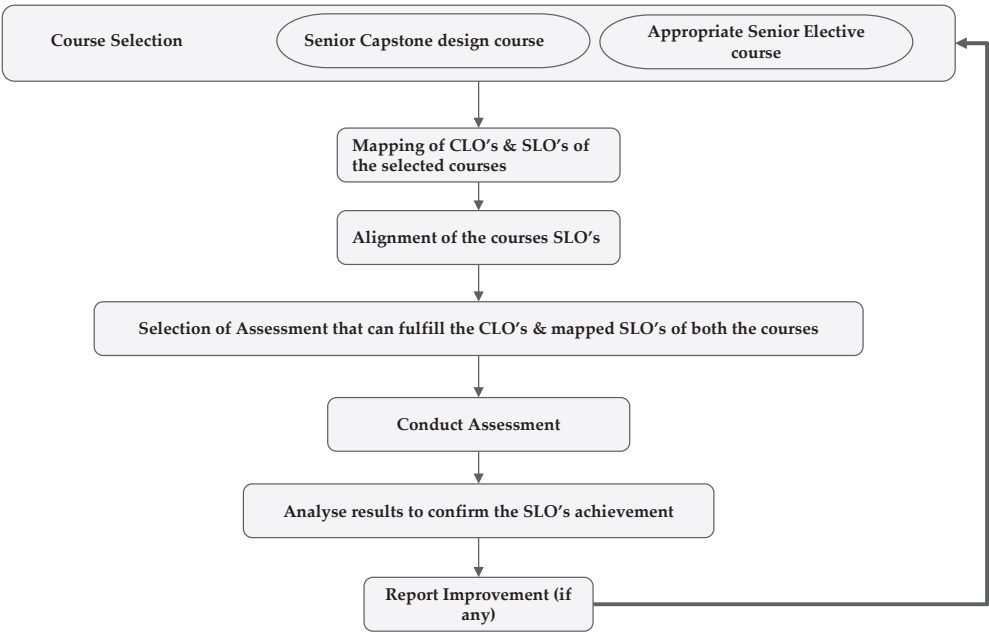 Course Selection
Senior Capstone design course
Appropriate Senior Elective
course
Mapping of CLO’s & SLO’s of
the selected courses
Alignment of the courses SLO’s
Selection of Assessment that can fulfill the CLO’s & mapped SLO’s of both the courses
Conduct Assessment
Analyse results to confirm the SLO’s achievement
Report Improvement (if
any)